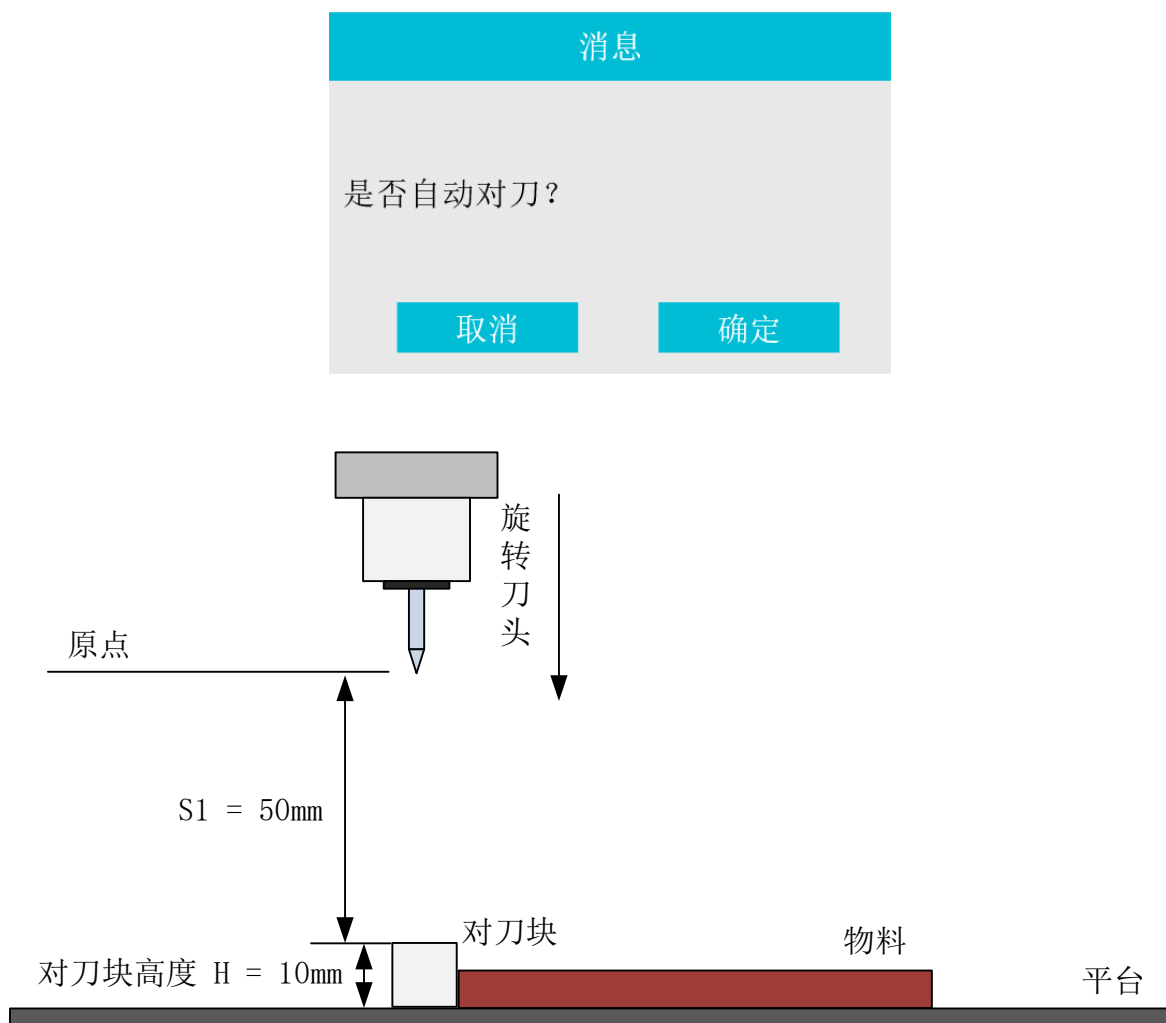 消息
是否自动对刀？
取消
确定
旋转刀头
原点
S1 = 50mm
对刀块
物料
对刀块高度 H = 10mm
平台